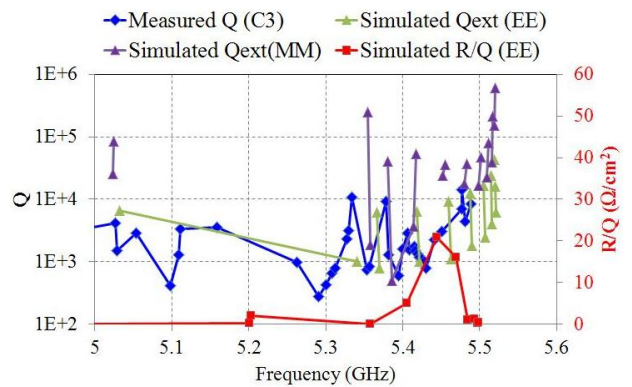 Measured Q (C3) Simulated Qext (EE)
Simulated Qext(MM) Simulated R/Q (EE)
1E+6 60
50
1E+5
40
Q 1E+4 30 R/Q (Ω/cm²)
20
1E+3
10
1E+2 0
5 5.1 5.2 5.3 5.4 5.5 5.6
Frequency (GHz)